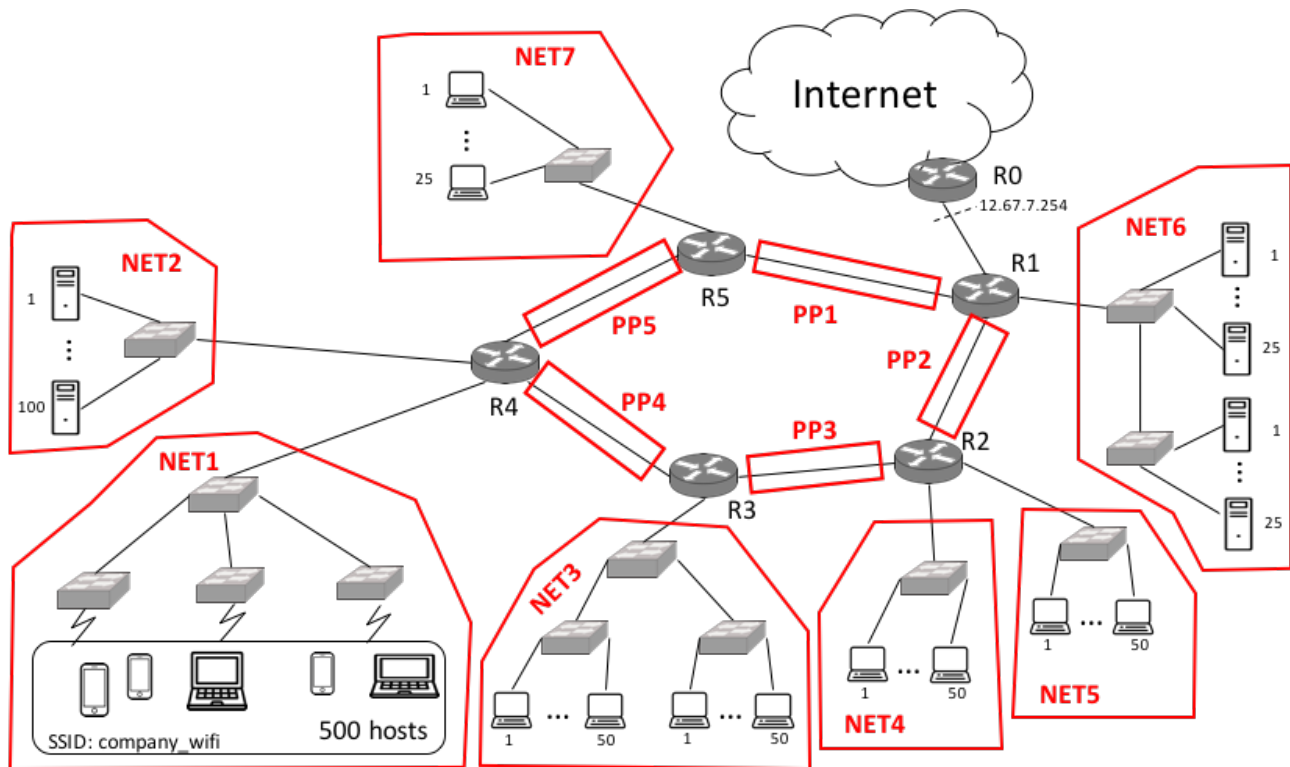 NET7
1
⋮
25
Internet
R0
12.67.7.254
NET6
1
⋮
25
1
⋮
25
NET2
1
⋮
100
R5
R1
PP1
PP5
PP2
R4
PP4
PP3
R2
R3
NET1
500 hosts
SSID: company_wifi
NET3
1 ... 50
1 ... 50
1 ... 50
NET4
1 ... 50
NET5